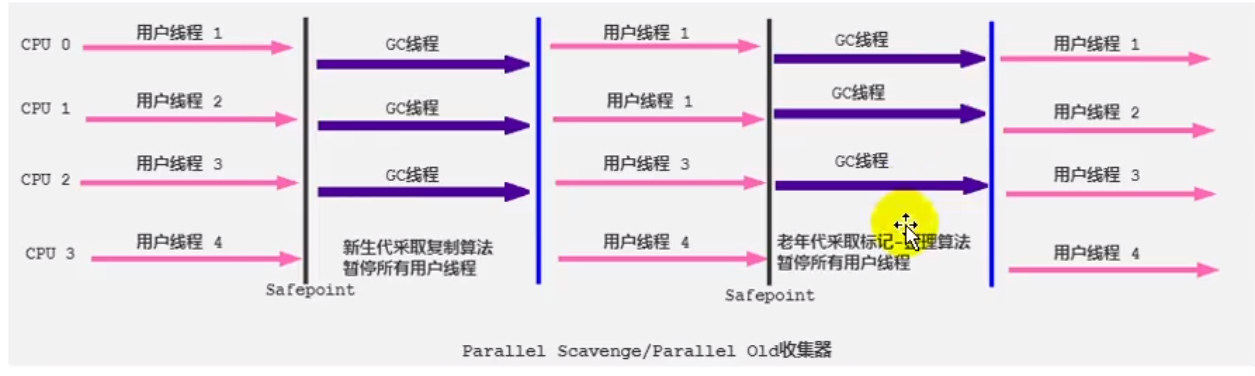 CPU 0
用户线程 1
GC线程
用户线程 1
GC线程
用户线程 1
CPU 1
用户线程 2
GC线程
用户线程 1
GC线程
用户线程 2
CPU 2
用户线程 3
GC线程
用户线程 3
GC线程
用户线程 3
CPU 3
用户线程 4
新生代采取复制算法
暂停所有用户线程
用户线程 4
老年代采取标记-整理算法
暂停所有用户线程
用户线程 4
Safepoint
Safepoint
Parallel Scavenge/Parallel Old收集器